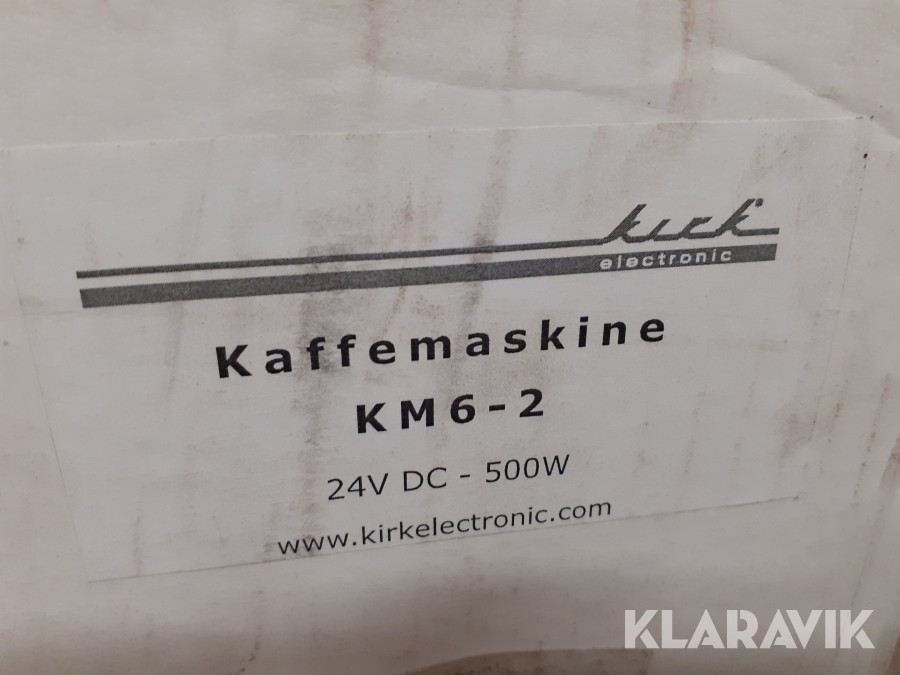 kirk
electronic
Kaffemaskine
KM6-2
24V DC - 500W
www.kirkelectronic.com
KLARAVIK